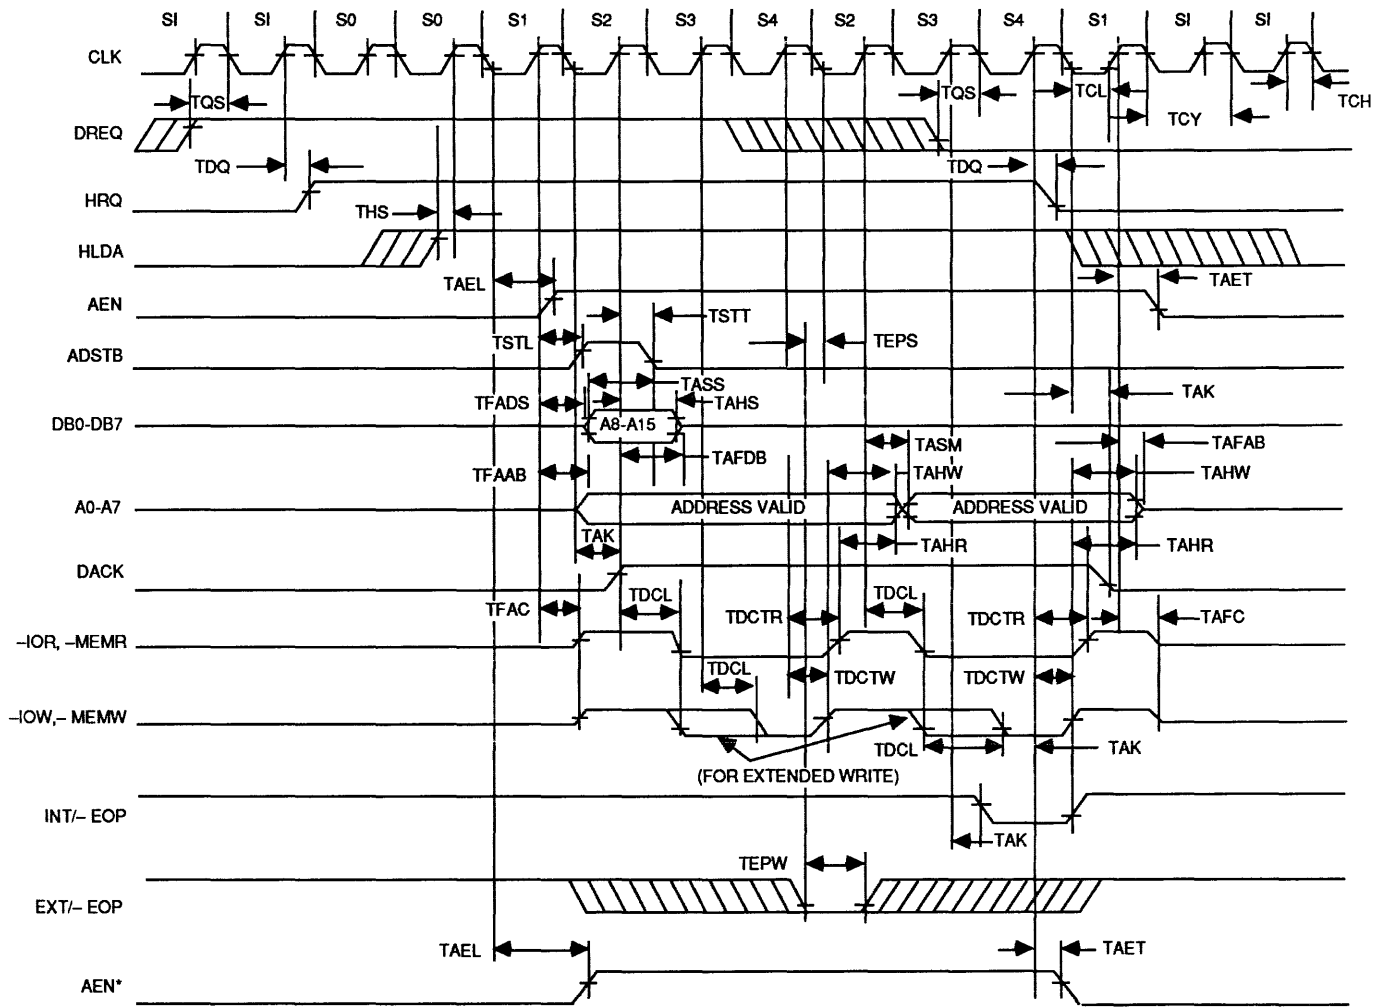 SI SI S0 S0 S1 S2 S3 S4 S2 S3 S4 S1 SI SI
CLK
TQS TQS TCL TCH
TCY
DREQ
TDQ TDQ
HRQ
THS
HLDA
TAEL TAET
AEN
TSTT
TSTL TEPS
ADSTB
TASS
TAK
TFADS TAHS
DB0-DB7 A8-A15
TASM TAFAB
TAFDB
TFAAB TAHW TAHW
A0-A7 ADDRESS VALID ADDRESS VALID
TAK TAHR TAHR
DACK
TFAC TDCL TDCL
TDCTR TDCTR TAFC
–IOR, –MEMR
TDCL TDCTW TDCTW
–IOW,– MEMW
TDCL TAK
(FOR EXTENDED WRITE)
INT/– EOP
TAK
TEPW
EXT/– EOP
TAEL TAET
AEN*